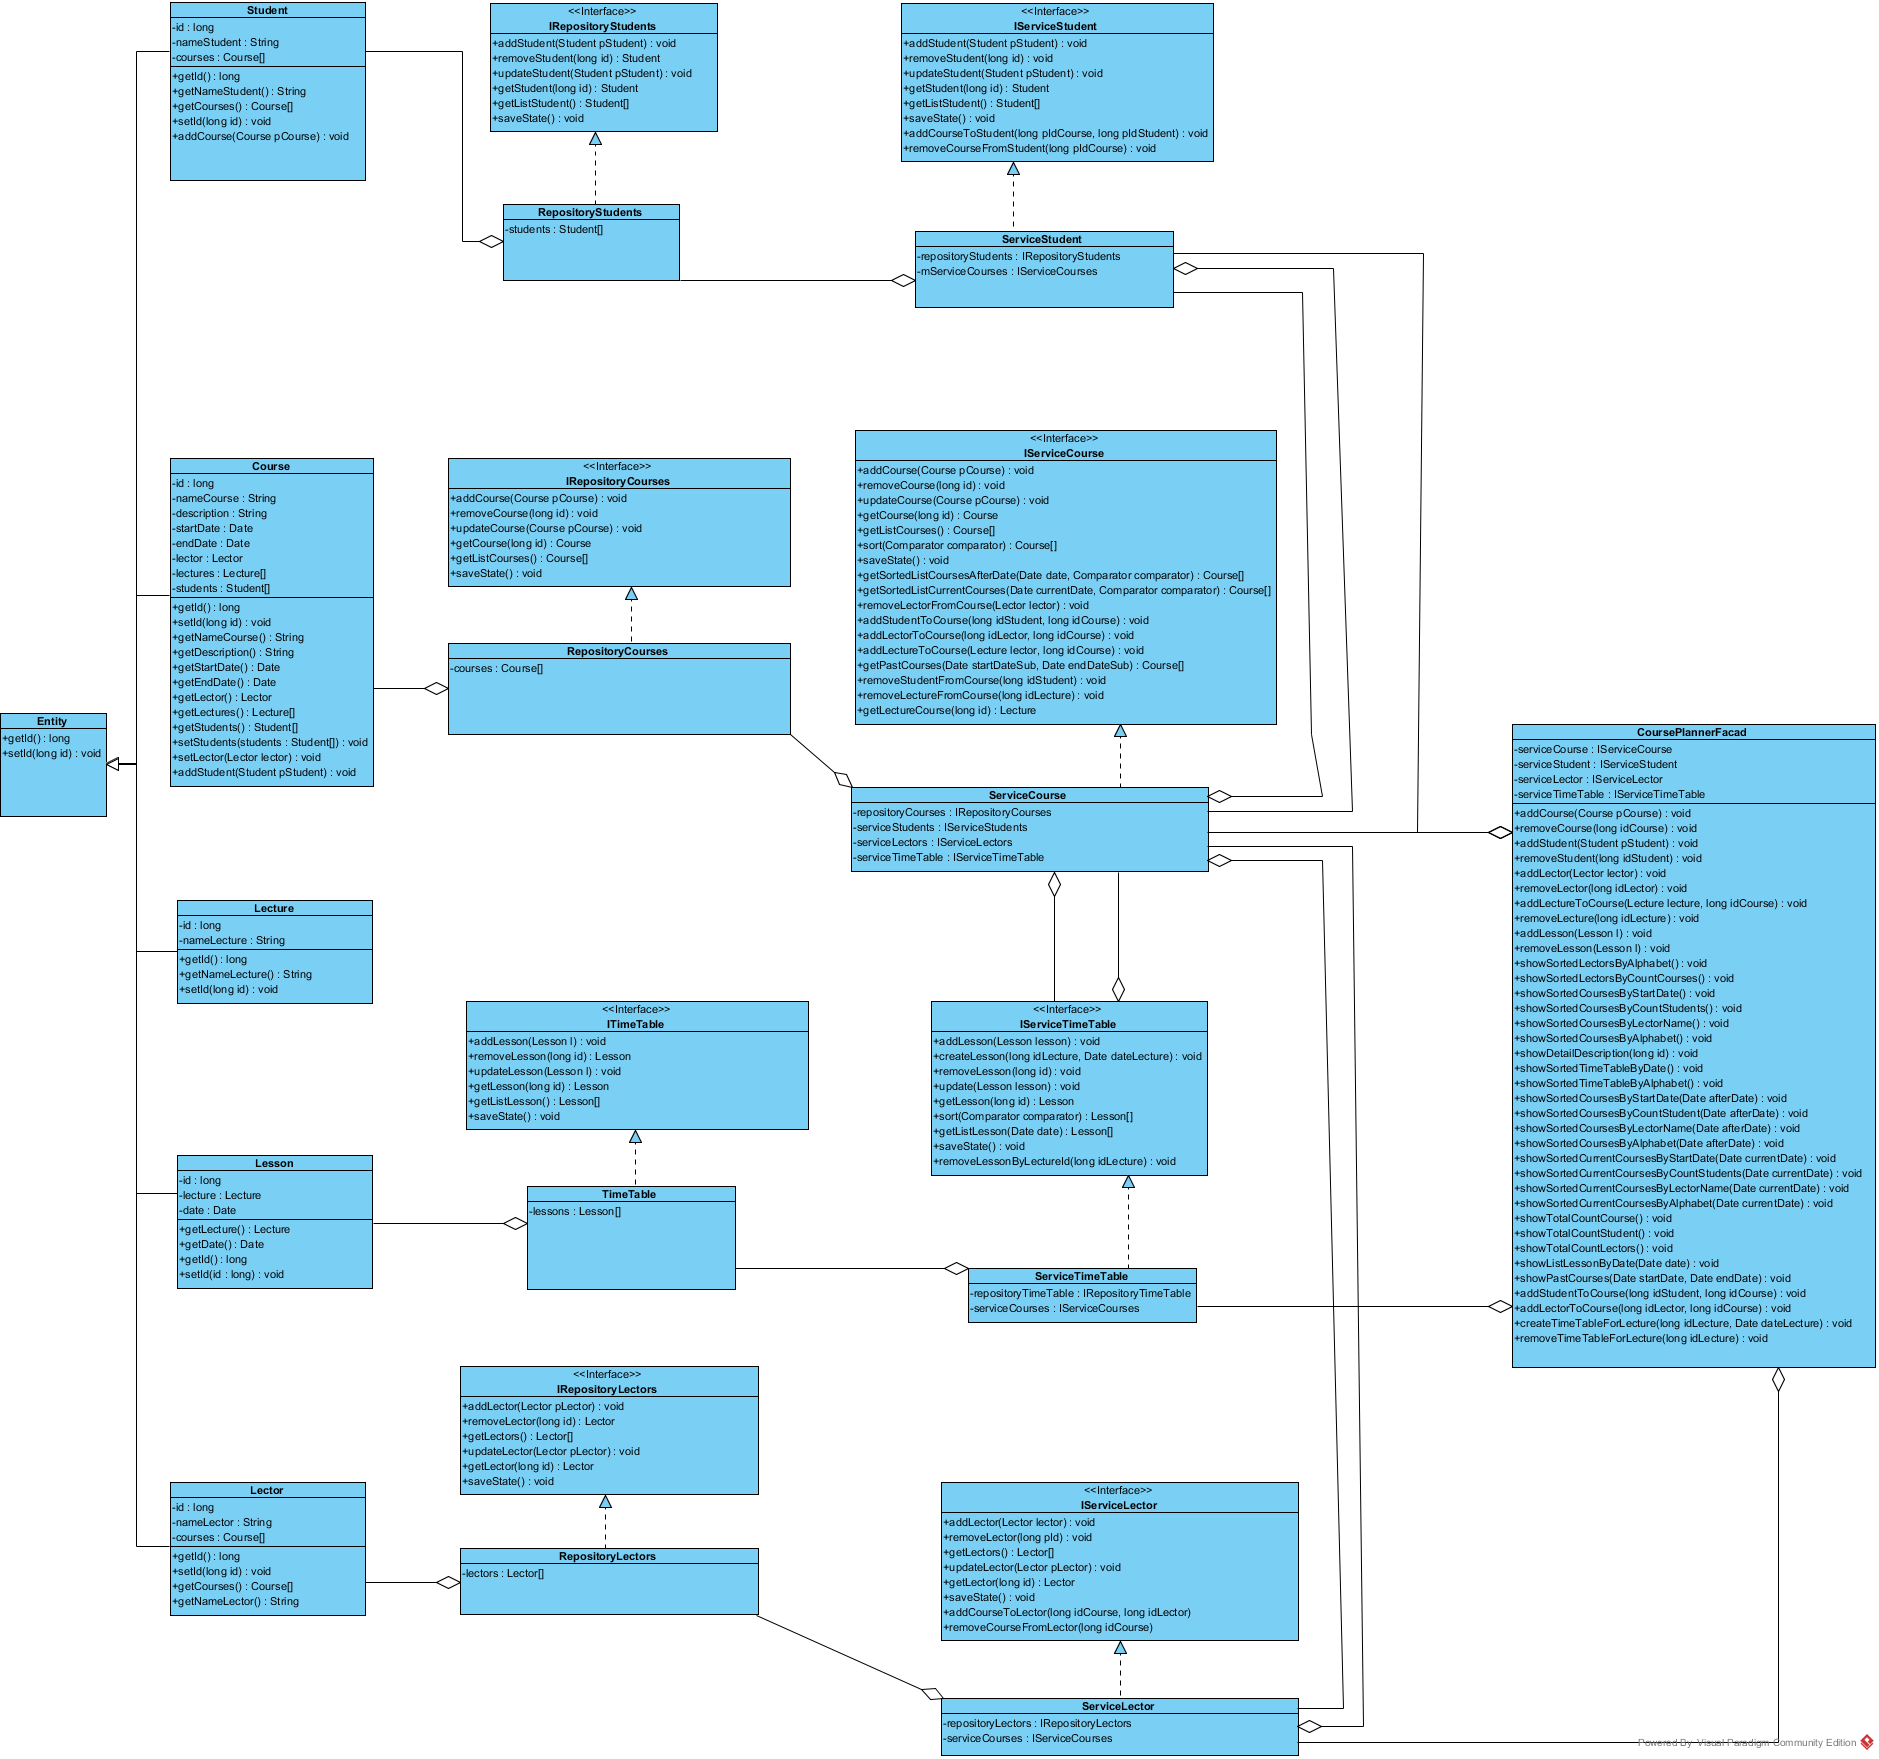 Student
-id : long
-nameStudent : String
-courses : Course[]
+getId() : long
+getNameStudent() : String
+getCourses() : Course[]
+setId(long id) : void
+addCourse(Course pCourse) : void
<<Interface>>
IRepositoryStudents
+addStudent(Student pStudent) : void
+removeStudent(long id) : Student
+updateStudent(Student pStudent) : void
+getStudent(long id) : Student
+getListStudent() : Student[]
+saveState() : void
<<Interface>>
IServiceStudent
+addStudent(Student pStudent) : void
+removeStudent(long id) : void
+updateStudent(Student pStudent) : void
+getStudent(long id) : Student
+getListStudent() : Student[]
+saveState() : void
+addCourseToStudent(long pIdCourse, long pIdStudent) : void
+removeCourseFromStudent(long pIdCourse) : void
RepositoryStudents
-students : Student[]
ServiceStudent
-repositoryStudents : IRepositoryStudents
-mServiceCourses : IServiceCourses
Course
-id : long
-nameCourse : String
-description : String
-startDate : Date
-endDate : Date
-lector : Lector
-lectures : Lecture[]
-students : Student[]
+getId() : long
+setId(long id) : void
+getNameCourse() : String
+getDescription() : String
+getStartDate() : Date
+getEndDate() : Date
+getLector() : Lector
+getLectures() : Lecture[]
+getStudents() : Student[]
+setStudents(students : Student[]) : void
+setLector(Lector lector) : void
+addStudent(Student pStudent) : void
<<Interface>>
IRepositoryCourses
+addCourse(Course pCourse) : void
+removeCourse(long id) : void
+updateCourse(Course pCourse) : void
+getCourse(long id) : Course
+getListCourses() : Course[]
+saveState() : void
<<Interface>>
IServiceCourse
+addCourse(Course pCourse) : void
+removeCourse(long id) : void
+updateCourse(Course pCourse) : void
+getCourse(long id) : Course
+getListCourses() : Course[]
+sort(Comparator comparator) : Course[]
+saveState() : void
+getSortedListCoursesAfterDate(Date date, Comparator comparator) : Course[]
+getSortedListCurrentCourses(Date currentDate, Comparator comparator) : Course[]
+removeLectorFromCourse(Lector lector) : void
+addStudentToCourse(long idStudent, long idCourse) : void
+addLectorToCourse(long idLector, long idCourse) : void
+addLectureToCourse(Lecture lector, long idCourse) : void
+getPastCourses(Date startDateSub, Date endDateSub) : Course[]
+removeStudentFromCourse(long idStudent) : void
+removeLectureFromCourse(long idLecture) : void
+getLectureCourse(long id) : Lecture
RepositoryCourses
-courses : Course[]
Entity
+getId() : long
+setId(long id) : void
ServiceCourse
-repositoryCourses : IRepositoryCourses
-serviceStudents : IServiceStudents
-serviceLectors : IServiceLectors
-serviceTimeTable : IServiceTimeTable
CoursePlannerFacad
-serviceCourse : IServiceCourse
-serviceStudent : IServiceStudent
-serviceLector : IServiceLector
-serviceTimeTable : IServiceTimeTable
+addCourse(Course pCourse) : void
+removeCourse(long idCourse) : void
+addStudent(Student pStudent) : void
+removeStudent(long idStudent) : void
+addLector(Lector lector) : void
+removeLector(long idLector) : void
+addLectureToCourse(Lecture lecture, long idCourse) : void
+removeLecture(long idLecture) : void
+addLesson(Lesson l) : void
+removeLesson(Lesson l) : void
+showSortedLectorsByAlphabet() : void
+showSortedLectorsByCountCourses() : void
+showSortedCoursesByStartDate() : void
+showSortedCoursesByCountStudents() : void
+showSortedCoursesByLectorName() : void
+showSortedCoursesByAlphabet() : void
+showDetailDescription(long id) : void
+showSortedTimeTableByDate() : void
+showSortedTimeTableByAlphabet() : void
+showSortedCoursesByStartDate(Date afterDate) : void
+showSortedCoursesByCountStudent(Date afterDate) : void
+showSortedCoursesByLectorName(Date afterDate) : void
+showSortedCoursesByAlphabet(Date afterDate) : void
+showSortedCurrentCoursesByStartDate(Date currentDate) : void
+showSortedCurrentCoursesByCountStudents(Date currentDate) : void
+showSortedCurrentCoursesByLectorName(Date currentDate) : void
+showSortedCurrentCoursesByAlphabet(Date currentDate) : void
+showTotalCountCourse() : void
+showTotalCountStudent() : void
+showTotalCountLectors() : void
+showListLessonByDate(Date date) : void
+showPastCourses(Date startDate, Date endDate) : void
+addStudentToCourse(long idStudent, long idCourse) : void
+addLectorToCourse(long idLector, long idCourse) : void
+createTimeTableForLecture(long idLecture, Date dateLecture) : void
+removeTimeTableForLecture(long idLecture) : void
Lecture
-id : long
-nameLecture : String
+getId() : long
+getNameLecture() : String
+setId(long id) : void
<<Interface>>
ITimeTable
+addLesson(Lesson l) : void
+removeLesson(long id) : Lesson
+updateLesson(Lesson l) : void
+getLesson(long id) : Lesson
+getListLesson() : Lesson[]
+saveState() : void
<<Interface>>
IServiceTimeTable
+addLesson(Lesson lesson) : void
+createLesson(long idLecture, Date dateLecture) : void
+removeLesson(long id) : void
+update(Lesson lesson) : void
+getLesson(long id) : Lesson
+sort(Comparator comparator) : Lesson[]
+getListLesson(Date date) : Lesson[]
+saveState() : void
+removeLessonByLectureId(long idLecture) : void
Lesson
-id : long
-lecture : Lecture
-date : Date
+getLecture() : Lecture
+getDate() : Date
+getId() : long
+setId(id : long) : void
TimeTable
-lessons : Lesson[]
ServiceTimeTable
-repositoryTimeTable : IRepositoryTimeTable
-serviceCourses : IServiceCourses
<<Interface>>
IRepositoryLectors
+addLector(Lector pLector) : void
+removeLector(long id) : Lector
+getLectors() : Lector[]
+updateLector(Lector pLector) : void
+getLector(long id) : Lector
+saveState() : void
Lector
-id : long
-nameLector : String
-courses : Course[]
+getId() : long
+setId(long id) : void
+getCourses() : Course[]
+getNameLector() : String
<<Interface>>
IServiceLector
+addLector(Lector lector) : void
+removeLector(long pId) : void
+getLectors() : Lector[]
+updateLector(Lector pLector) : void
+getLector(long id) : Lector
+saveState() : void
+addCourseToLector(long idCourse, long idLector)
+removeCourseFromLector(long idCourse)
RepositoryLectors
-lectors : Lector[]
ServiceLector
-repositoryLectors : IRepositoryLectors
-serviceCourses : IServiceCourses
Powered By Visual Paradigm Community Edition